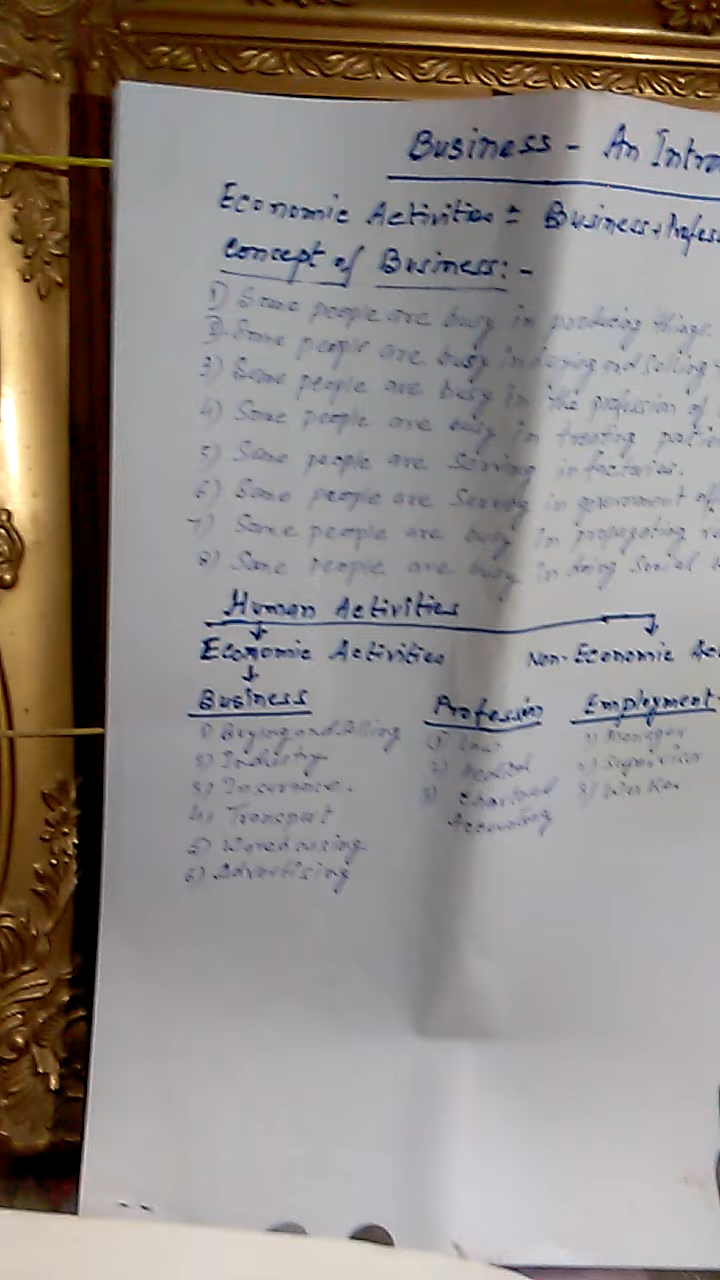 Business - An Intro
Economic Activities = Business + Profess
Concept of Business: -
1) Some people are busy in producing things.
2) Some people are busy in buying and selling
3) Some people are busy in the profession of
4) Some people are busy in treating patie
5) Some people are serving in factories.
6) Some people are serving in government of
7) Some people are busy in propagating
8) Some people are busy in doing social
Human Activities
Economic Activities Non-Economic Ac
Business Profession Employment
1) Buying and Selling 1) Law 1) Manager
2) Industry 2) Medical 2) Supervisor
3) Insurance. 3) Chartered 3) Worker
4) Transport Accounting
5) Warehousing
6) Advertising